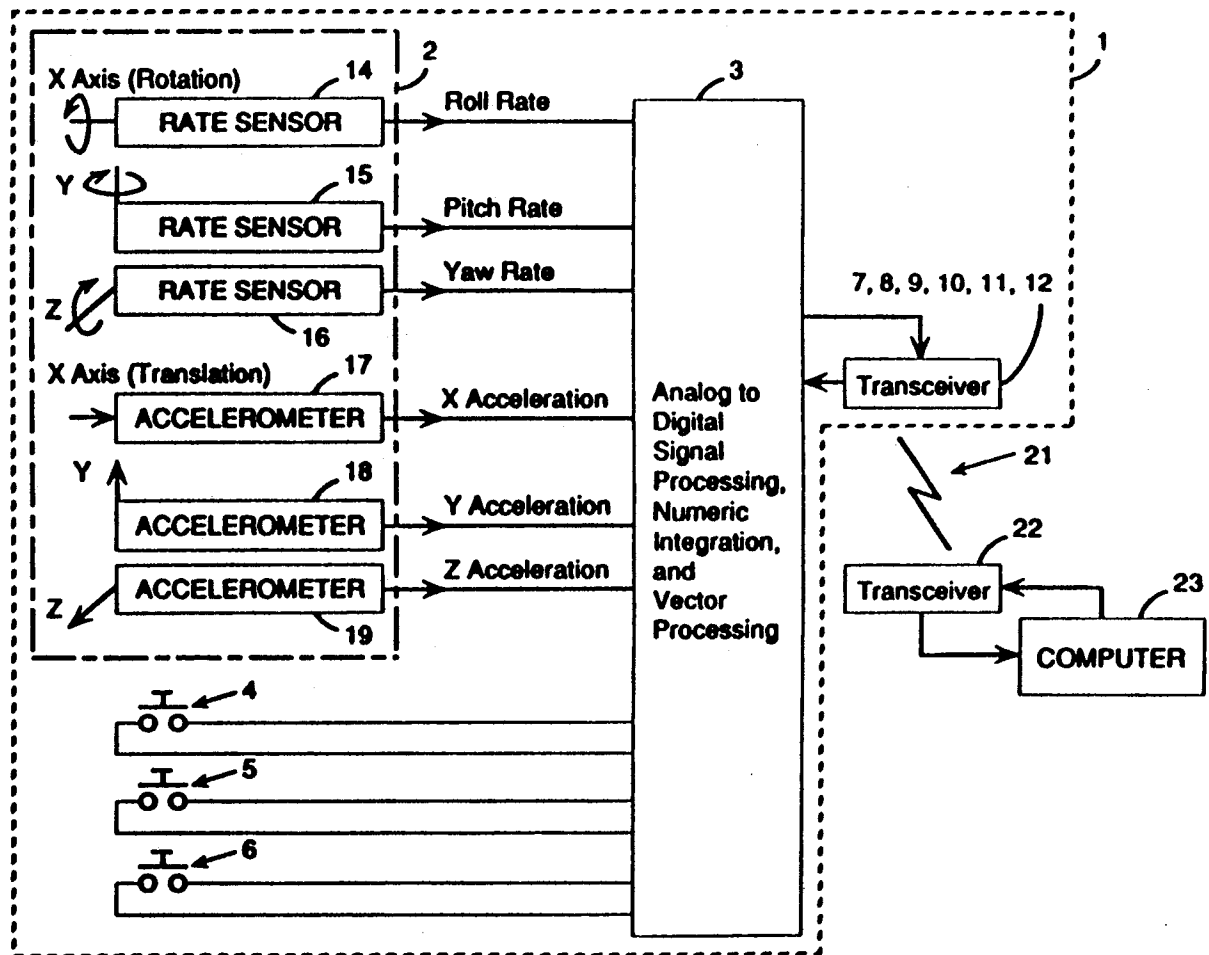 1
2
3
X Axis (Rotation)
14
RATE SENSOR
Roll Rate
Y
15
RATE SENSOR
Pitch Rate
Z
RATE SENSOR
16
Yaw Rate
7, 8, 9, 10, 11, 12
Transceiver
X Axis (Translation)
17
ACCELEROMETER
X Acceleration
Y
18
ACCELEROMETER
Y Acceleration
Z
ACCELEROMETER
19
Z Acceleration
Analog to
Digital
Signal
Processing,
Numeric
Integration,
and
Vector
Processing
21
22
Transceiver
23
COMPUTER
4
5
6